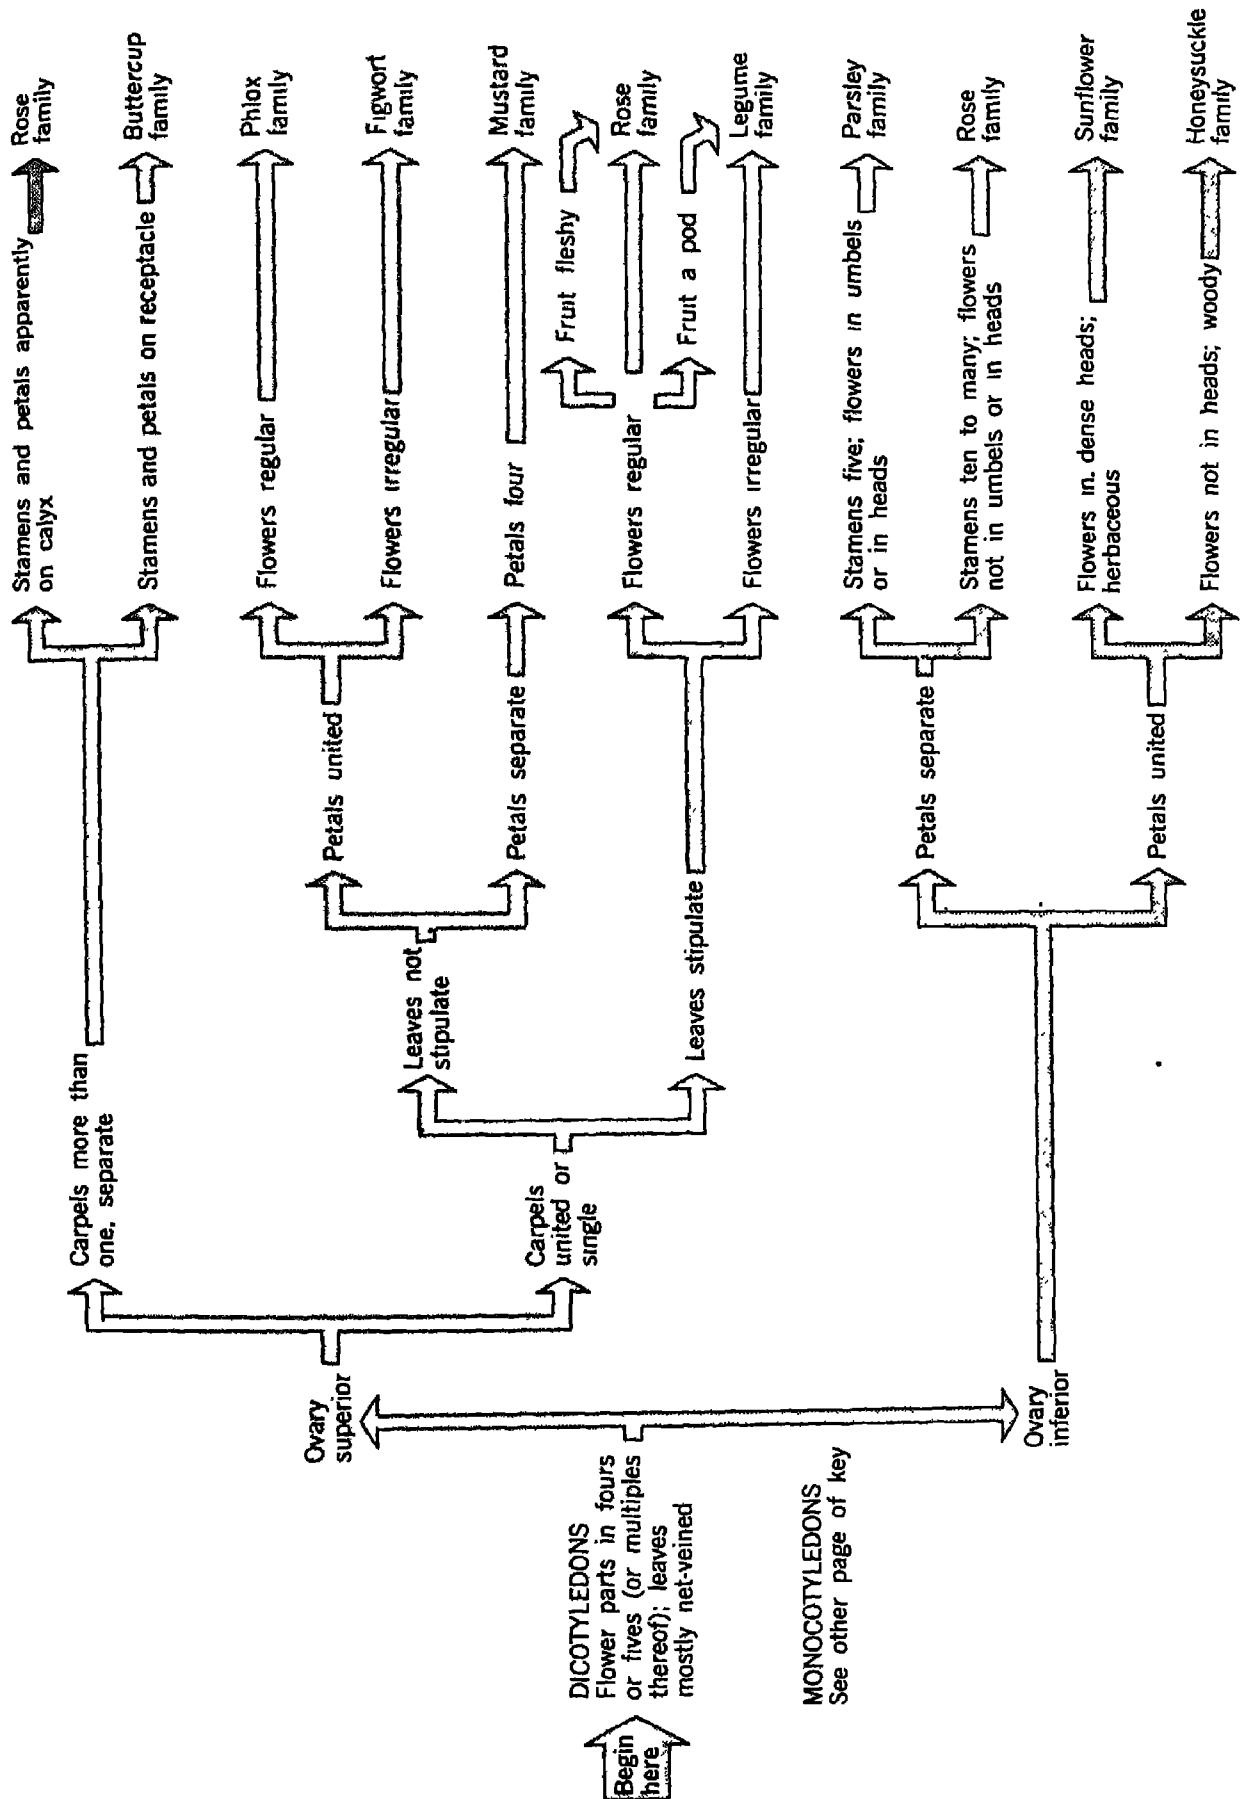 Begin
here
DICOTYLEDONS
Flower parts in fours
or fives (or multiples
thereof); leaves
mostly net-veined
MONOCOTYLEDONS
See other page of key
Ovary
superior
Ovary
inferior
Carpels more than
one, separate
Carpels
united or
single
Leaves not
stipulate
Leaves stipulate
Petals united
Petals separate
Petals separate
Petals united
Stamens and petals apparently
on calyx
Rose
family
Stamens and petals on receptacle
Buttercup
family
Flowers regular
Phlox
family
Flowers irregular
Figwort
family
Petals four
Mustard
family
Flowers regular
Fruit fleshy
Rose
family
Fruit a pod
Flowers irregular
Legume
family
Stamens five; flowers in umbels
or in heads
Parsley
family
Stamens ten to many; flowers
not in umbels or in heads
Rose
family
Flowers in. dense heads;
herbaceous
Sunflower
family
Flowers not in heads; woody
Honeysuckle
family